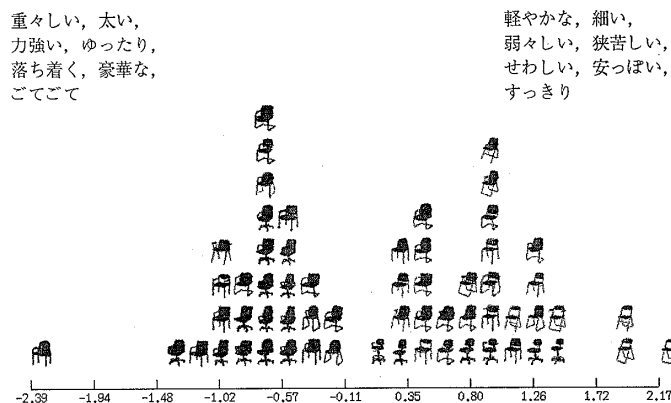 重々しい，太い，
力強い，ゆったり，
落ち着く，豪華な，
ごてごて
軽やかな，細い，
弱々しい，狭苦しい，
せわしい，安っぽい，
すっきり
-2.39 -1.94 -1.48 -1.02 -0.57 -0.11 0.35 0.80 1.26 1.72 2.17